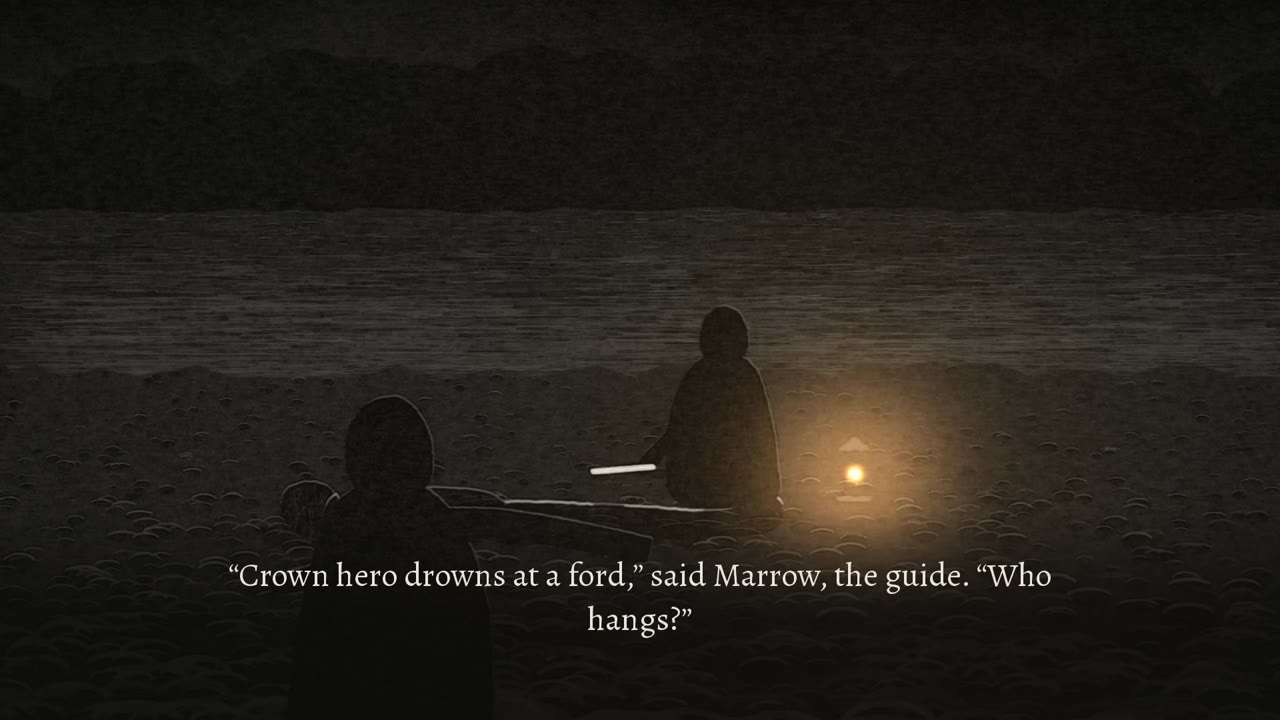 “Crown hero drowns at a ford,” said Marrow, the guide. “Who
hangs?”